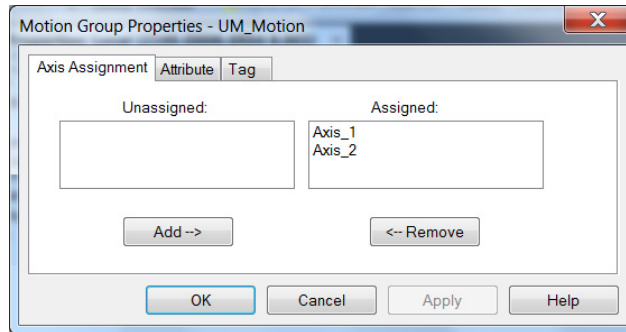 Motion Group Properties - UM_Motion
Axis Assignment Attribute Tag
Unassigned: Assigned:
Axis_1
Axis_2
Add --> <-- Remove
OK Cancel Apply Help